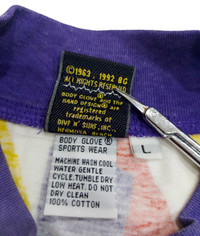 ©1963, 1992 BG
ALL RIGHTS RESERVED
BODY GLOVE® and the
HAND DESIGN® are
registered
trademarks of
DIVE N' SURF, INC.,
HERMOSA BEACH
BODY GLOVE®
SPORTS WEAR
L
MACHINE WASH COOL
WATER GENTLE
CYCLE.TUMBLE DRY
LOW HEAT. DO NOT
DRY CLEAN
100% COTTON